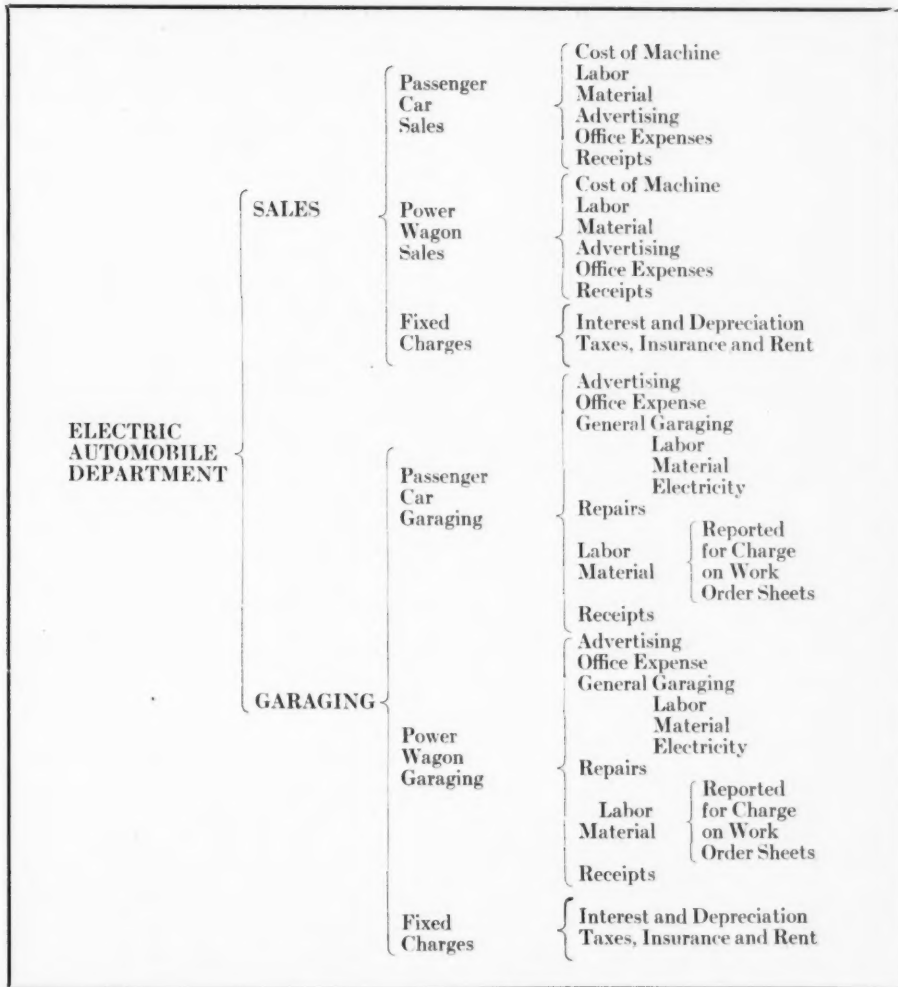 ELECTRIC
AUTOMOBILE
DEPARTMENT
SALES
Passenger
Car
Sales
Cost of Machine
Labor
Material
Advertising
Office Expenses
Receipts
Power
Wagon
Sales
Cost of Machine
Labor
Material
Advertising
Office Expenses
Receipts
Fixed
Charges
Interest and Depreciation
Taxes, Insurance and Rent
GARAGING
Passenger
Car
Garaging
Advertising
Office Expense
General Garaging
Labor
Material
Electricity
Repairs
Labor
Material
Reported
for Charge
on Work
Order Sheets
Receipts
Power
Wagon
Garaging
Advertising
Office Expense
General Garaging
Labor
Material
Electricity
Repairs
Labor
Material
Reported
for Charge
on Work
Order Sheets
Receipts
Fixed
Charges
Interest and Depreciation
Taxes, Insurance and Rent